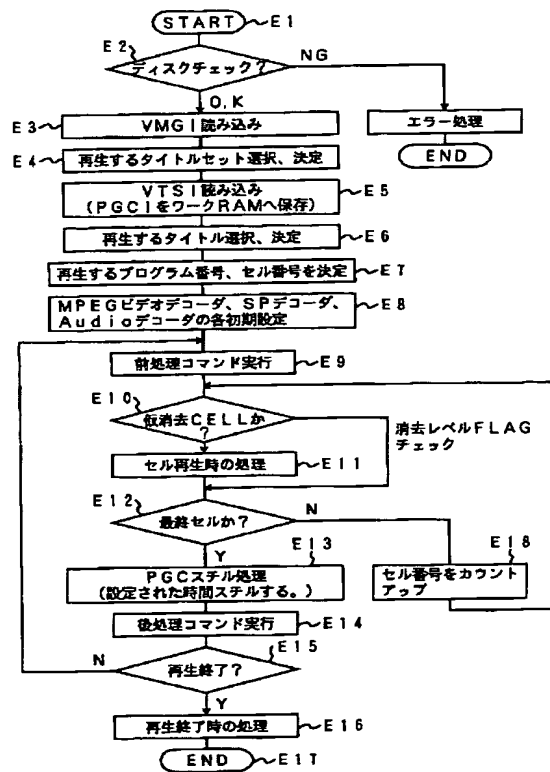 START E1
E2
ディスクチェック?
NG
O,K
E3 VMGI読み込み
エラー処理
E4 再生するタイトルセット選択、決定
END
VTSI読み込み
(PGCIをワークRAMへ保存)
E5
再生するタイトル選択、決定 E6
再生するプログラム番号、セル番号を決定 E7
MPEGビデオデコーダ、SPデコーダ、
Audioデコーダの各初期設定
E8
前処理コマンド実行 E9
E10
仮消去CELLか
?
消去レベルFLAG
チェック
セル再生時の処理 E11
E12
最終セルか?
N
Y
E13
E18
PGCスチル処理
(設定された時間スチルする。)
セル番号をカウント
アップ
後処理コマンド実行 E14
N
再生終了?
E15
Y
再生終了時の処理 E16
END E17